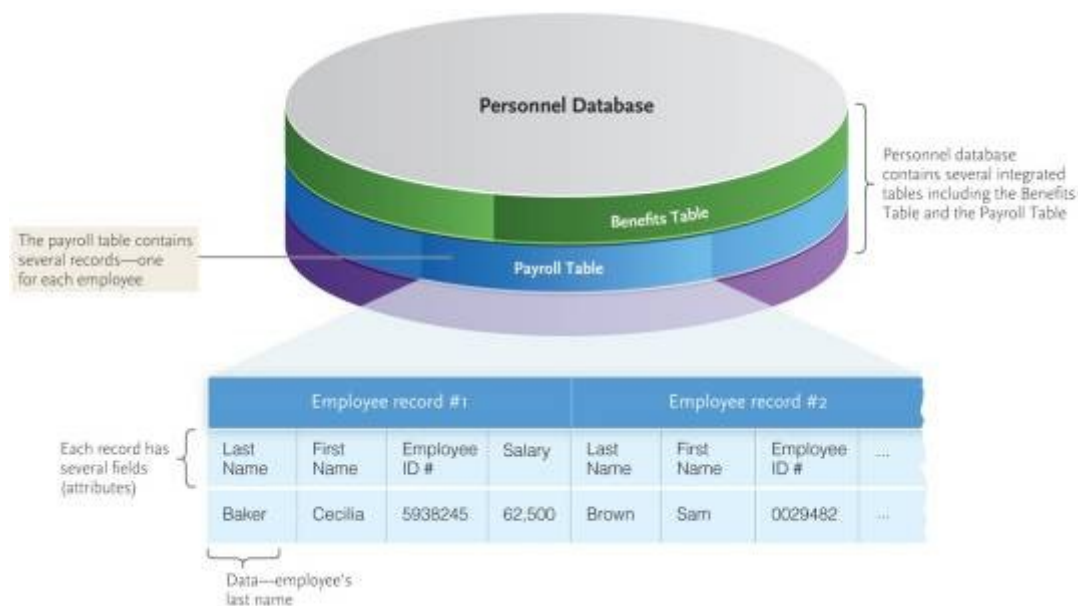 Personnel Database
Personnel database
contains several integrated
tables including the Benefits
Table and the Payroll Table
Benefits Table
The payroll table contains
several records—one
for each employee
Payroll Table
Employee record #1 Employee record #2
Each record has
several fields
(attributes)
Last Name First Name Employee ID # Salary Last Name First Name Employee ID # ...
Baker Cecilia 5938245 62,500 Brown Sam 0029482 ...
Data—employee's
last name